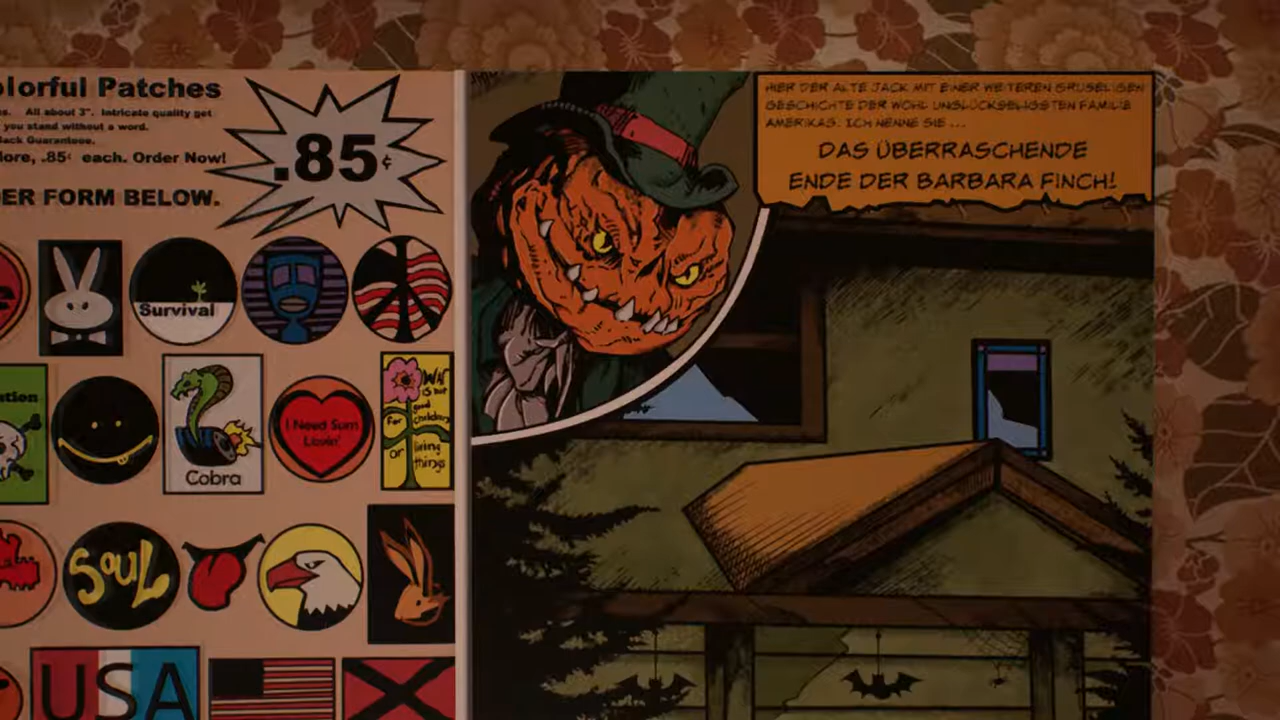 olorful Patches
s. All about 3". Intricate quality get
you stand without a word.
Back Guarantee.
ore, .85¢ each. Order Now!
ER FORM BELOW.
.85¢
Survival
tion
Cobra
I Need Sum
Lovin'
WAR
is not
good
for children
or living
things
SOUL
USA
HIER DER ALTE JACK MIT EINER WEITEREN GRUSELIGEN
GESCHICHTE DER WOHL UNGLÜCKSELIGSTEN FAMILIE
AMERIKAS. ICH NENNE SIE ...
DAS ÜBERRASCHENDE
ENDE DER BARBARA FINCH!